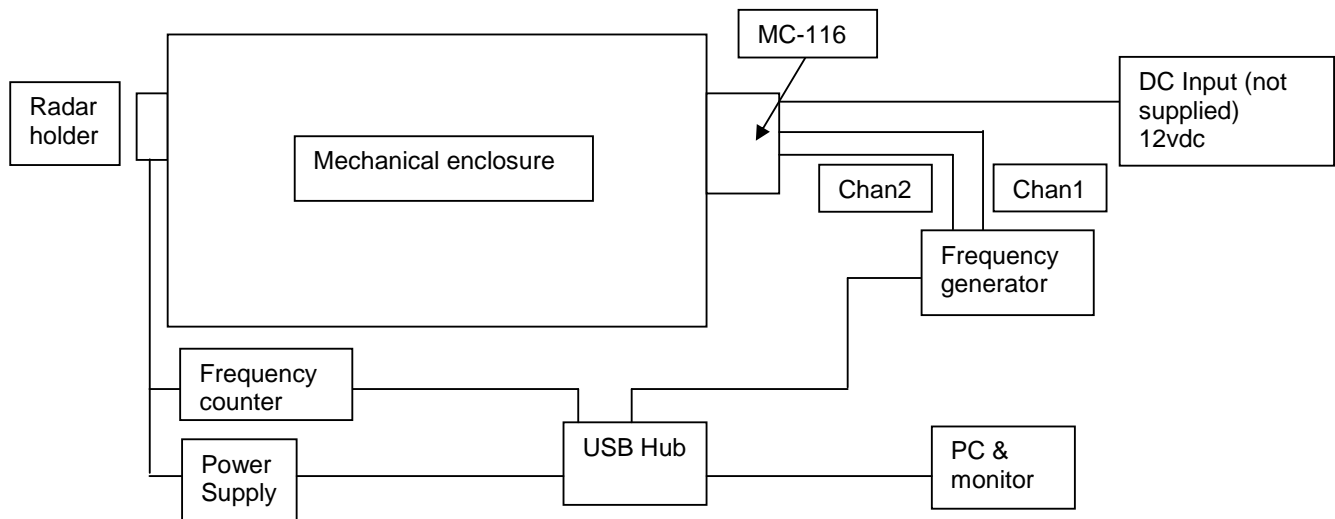 MC-116
Radar
holder
DC Input (not
supplied)
12vdc
Mechanical enclosure
Chan2
Chan1
Frequency
generator
Frequency
counter
USB Hub
PC &
monitor
Power
Supply